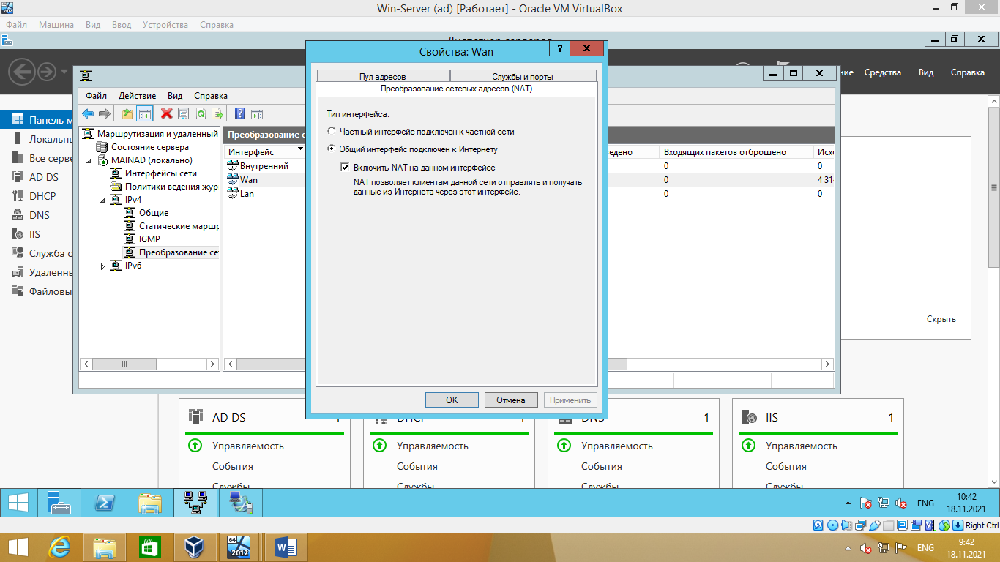 Win-Server (ad) [Работает] - Oracle VM VirtualBox
Файл Машина Вид Ввод Устройства Справка
Диспетчер серверов
Средства Вид Справка
Панель м
Локальнь
Все серве
AD DS
DHCP
DNS
IIS
Служба с
Удаленнь
Файловы
Файл Действие Вид Справка
Маршрутизация и удаленный
Состояние сервера
MAINAD (локально)
Интерфейсы сети
Политики ведения жур
IPv4
Общие
Статические маршр
IGMP
Преобразование се
IPv6
Преобразование с
Интерфейс
Входящих пакетов отброшено
Исх
Внутренний 0 0
Wan 0 4 31
Lan 0 0
Свойства: Wan
Пул адресов
Службы и порты
Преобразование сетевых адресов (NAT)
Тип интерфейса:
Частный интерфейс подключен к частной сети
Общий интерфейс подключен к Интернету
Включить NAT на данном интерфейсе
NAT позволяет клиентам данной сети отправлять и получать
данные из Интернета через этот интерфейс.
OK Отмена Применить
Скрыть
AD DS 1 DHCP 1 DNS 1 IIS 1
Управляемость Управляемость Управляемость Управляемость
События События События События
Службы Службы Службы Службы
ENG
10:42
18.11.2021
Right Ctrl
64
2012
ENG
9:42
18.11.2021